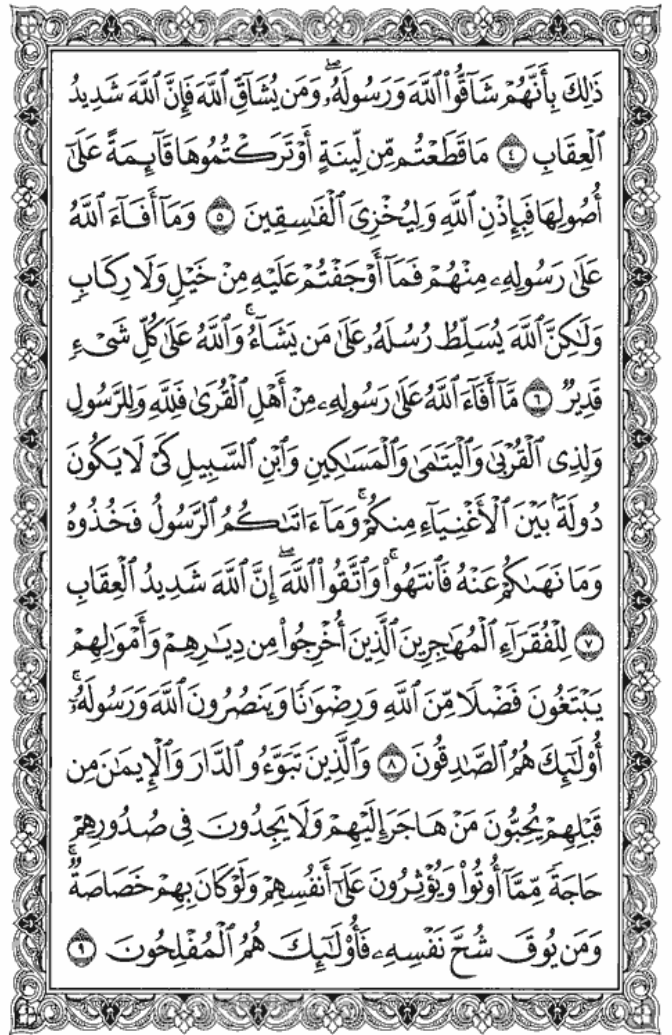 ذَٰلِكَ بِأَنَّهُمْ شَآقُّوا۟ ٱللَّهَ وَرَسُولَهُۥ ۖ وَمَن يُشَآقِّ ٱللَّهَ فَإِنَّ ٱللَّهَ شَدِيدُ
ٱلْعِقَابِ ٤ مَا قَطَعْتُم مِّن لِّينَةٍ أَوْ تَرَكْتُمُوهَا قَآئِمَةً عَلَىٰٓ
أُصُولِهَا فَبِإِذْنِ ٱللَّهِ وَلِيُخْزِىَ ٱلْفَـٰسِقِينَ ٥ وَمَآ أَفَآءَ ٱللَّهُ
عَلَىٰ رَسُولِهِۦ مِنْهُمْ فَمَآ أَوْجَفْتُمْ عَلَيْهِ مِنْ خَيْلٍ وَلَا رِكَابٍ
وَلَـٰكِنَّ ٱللَّهَ يُسَلِّطُ رُسُلَهُۥ عَلَىٰ مَن يَشَآءُ ۚ وَٱللَّهُ عَلَىٰ كُلِّ شَىْءٍ
قَدِيرٌ ٦ مَّآ أَفَآءَ ٱللَّهُ عَلَىٰ رَسُولِهِۦ مِنْ أَهْلِ ٱلْقُرَىٰ فَلِلَّهِ وَلِلرَّسُولِ
وَلِذِى ٱلْقُرْبَىٰ وَٱلْيَتَـٰمَىٰ وَٱلْمَسَـٰكِينِ وَٱبْنِ ٱلسَّبِيلِ كَىْ لَا يَكُونَ
دُولَةًۢ بَيْنَ ٱلْأَغْنِيَآءِ مِنكُمْ ۚ وَمَآ ءَاتَىٰكُمُ ٱلرَّسُولُ فَخُذُوهُ
وَمَا نَهَىٰكُمْ عَنْهُ فَٱنتَهُوا۟ ۚ وَٱتَّقُوا۟ ٱللَّهَ ۖ إِنَّ ٱللَّهَ شَدِيدُ ٱلْعِقَابِ
٧ لِلْفُقَرَآءِ ٱلْمُهَـٰجِرِينَ ٱلَّذِينَ أُخْرِجُوا۟ مِن دِيَـٰرِهِمْ وَأَمْوَٰلِهِمْ
يَبْتَغُونَ فَضْلًا مِّنَ ٱللَّهِ وَرِضْوَٰنًا وَيَنصُرُونَ ٱللَّهَ وَرَسُولَهُۥٓ ۚ
أُو۟لَـٰٓئِكَ هُمُ ٱلصَّـٰدِقُونَ ٨ وَٱلَّذِينَ تَبَوَّءُو ٱلدَّارَ وَٱلْإِيمَـٰنَ مِن
قَبْلِهِمْ يُحِبُّونَ مَنْ هَاجَرَ إِلَيْهِمْ وَلَا يَجِدُونَ فِى صُدُورِهِمْ
حَاجَةً مِّمَّآ أُوتُوا۟ وَيُؤْثِرُونَ عَلَىٰٓ أَنفُسِهِمْ وَلَوْ كَانَ بِهِمْ خَصَاصَةٌ ۚ
وَمَن يُوقَ شُحَّ نَفْسِهِۦ فَأُو۟لَـٰٓئِكَ هُمُ ٱلْمُفْلِحُونَ ٩